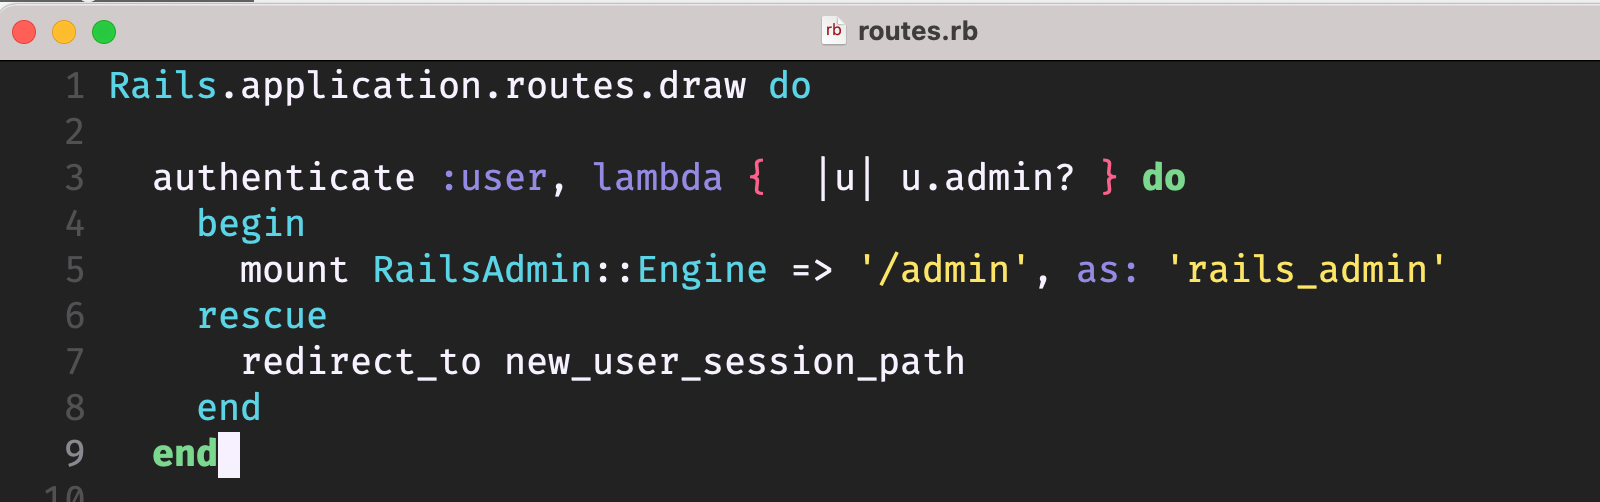 rb routes.rb
1 Rails.application.routes.draw do
2
3   authenticate :user, lambda {  |u| u.admin? } do
4     begin
5       mount RailsAdmin::Engine => '/admin', as: 'rails_admin'
6     rescue
7       redirect_to new_user_session_path
8     end
9   end
10